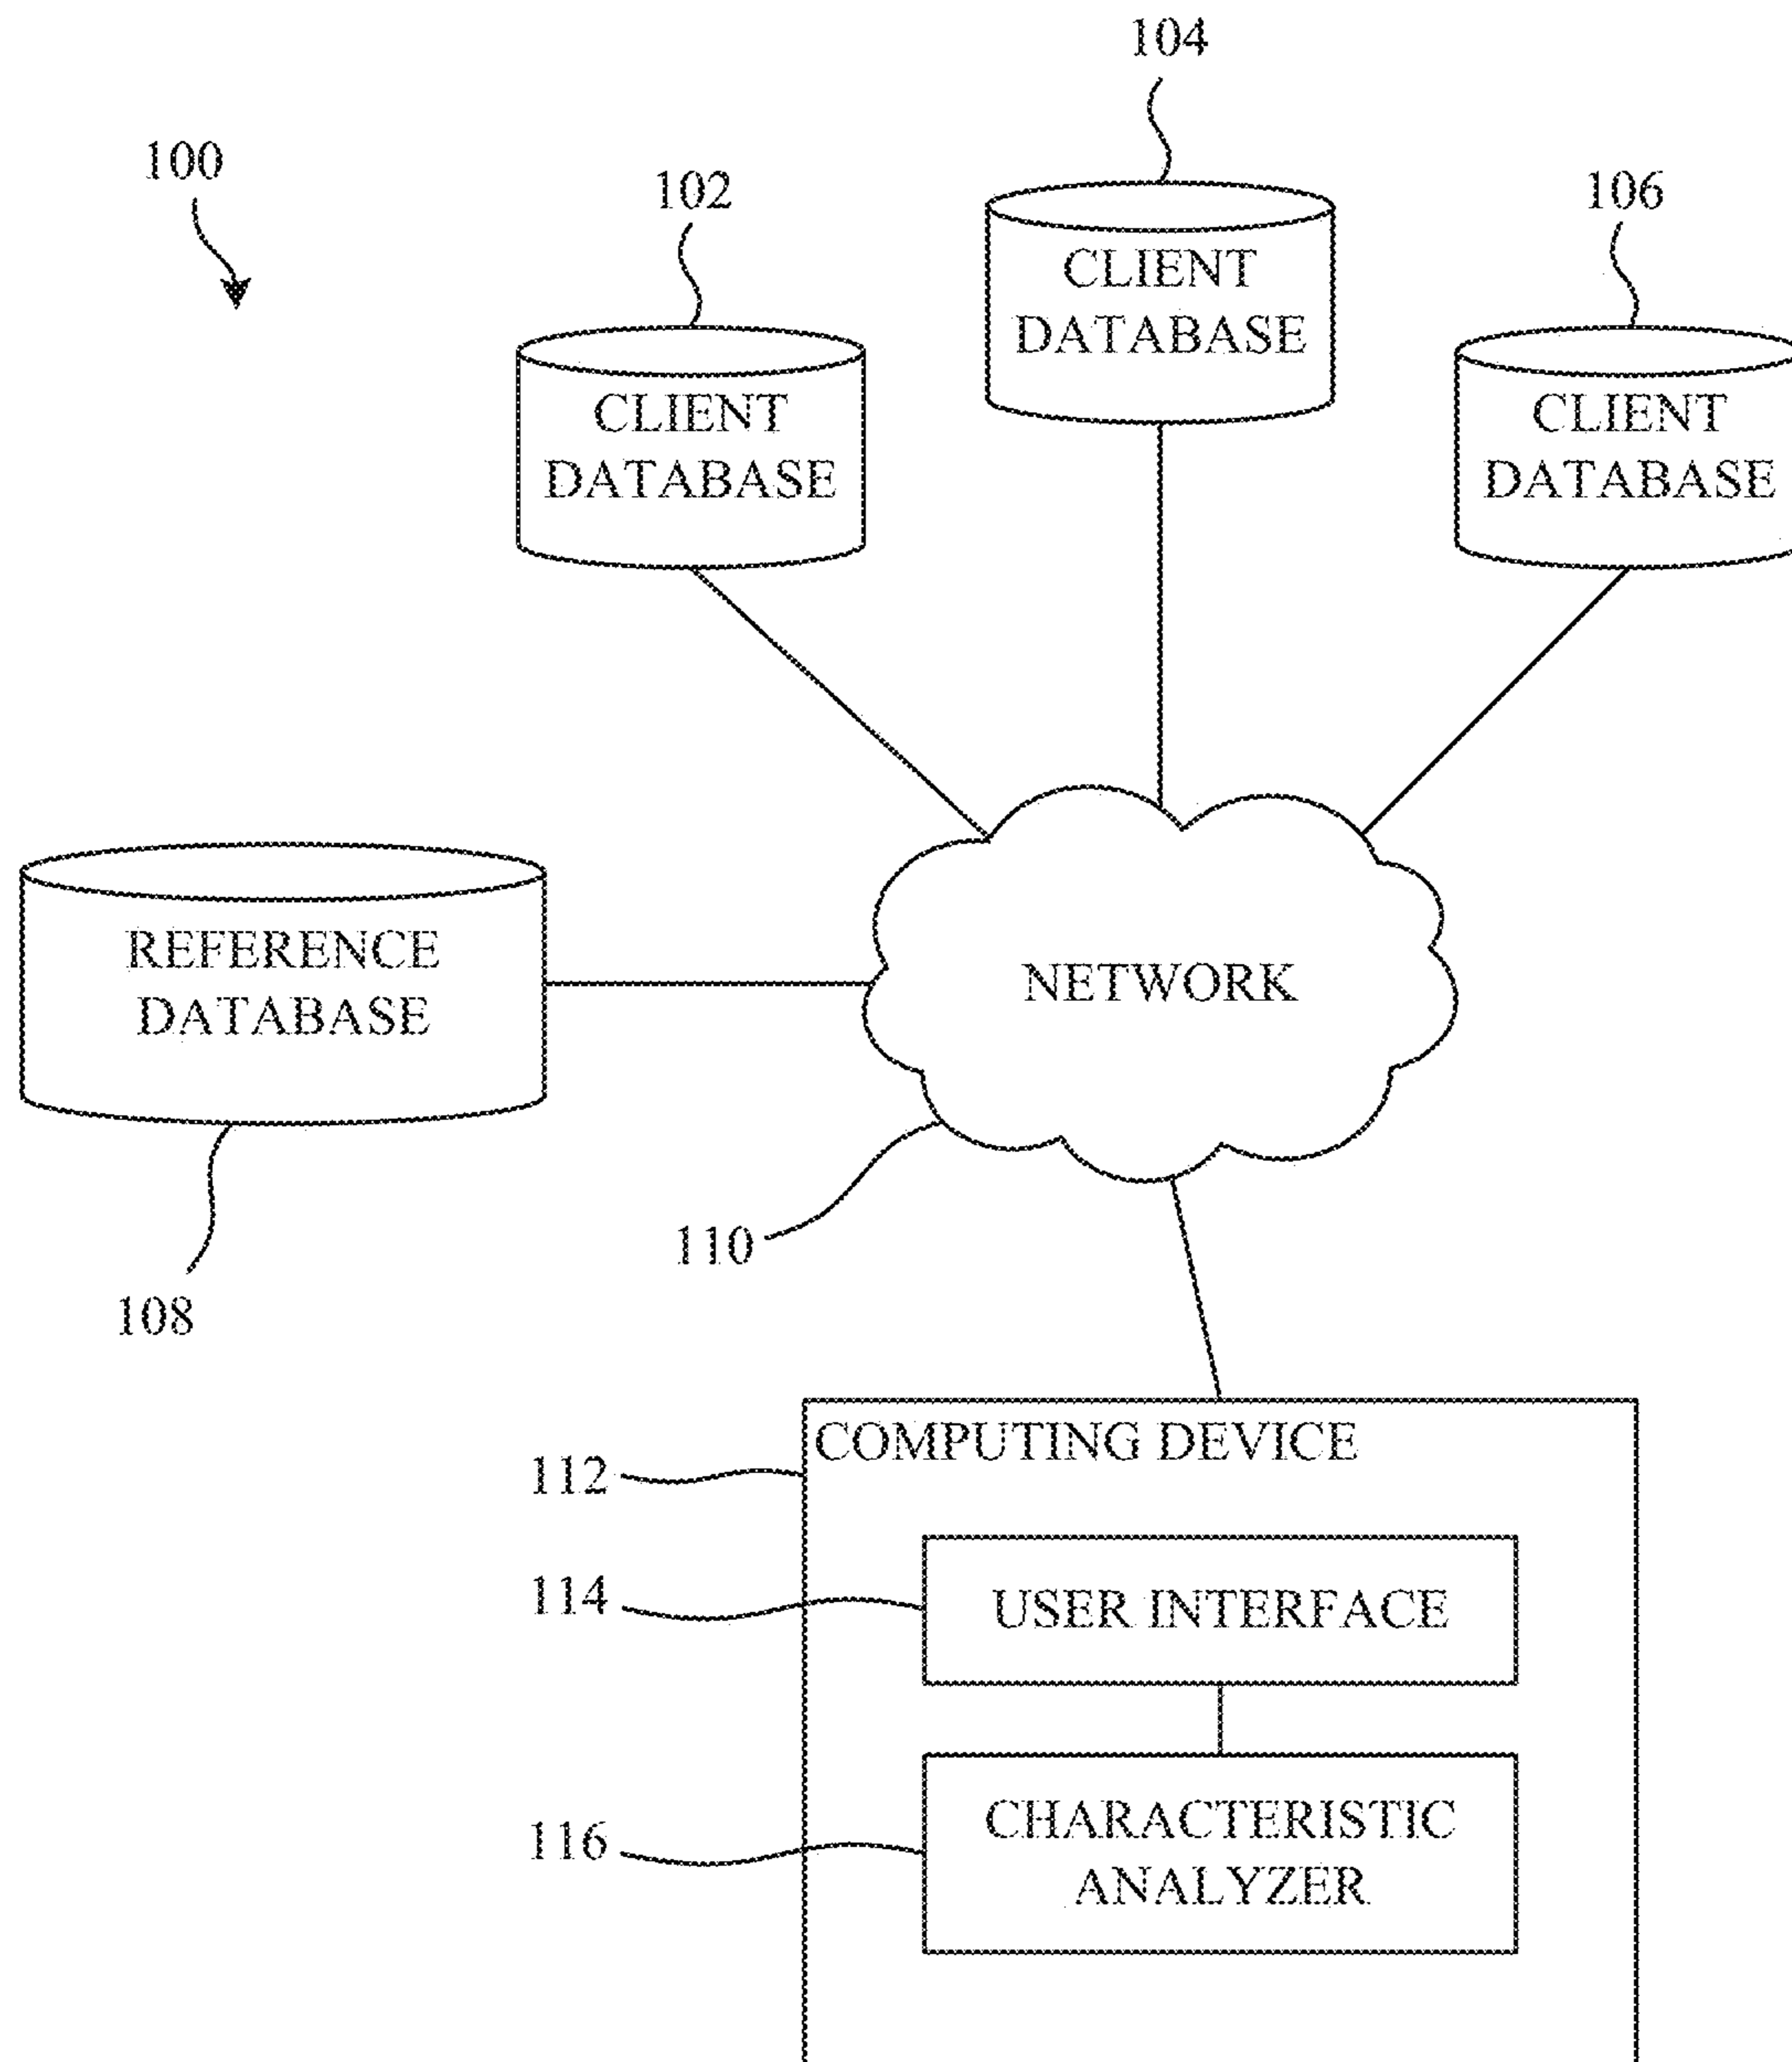 104
100
102
106
CLIENT
DATABASE
CLIENT
DATABASE
CLIENT
DATABASE
REFERENCE
DATABASE
NETWORK
110
108
COMPUTING DEVICE
112
114
USER INTERFACE
116
CHARACTERISTIC
ANALYZER